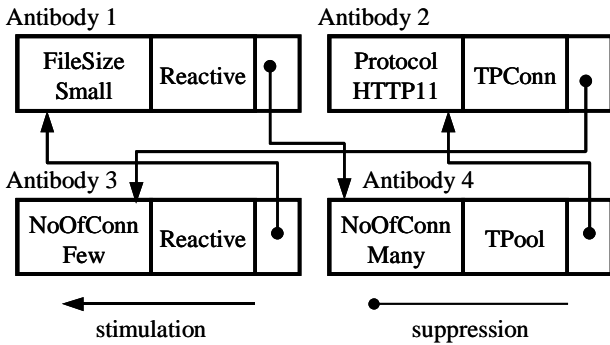 Antibody 1
Antibody 2
FileSize
Small
Reactive
Protocol
HTTP11
TPConn
Antibody 3
Antibody 4
NoOfConn
Few
Reactive
NoOfConn
Many
TPool
stimulation
suppression